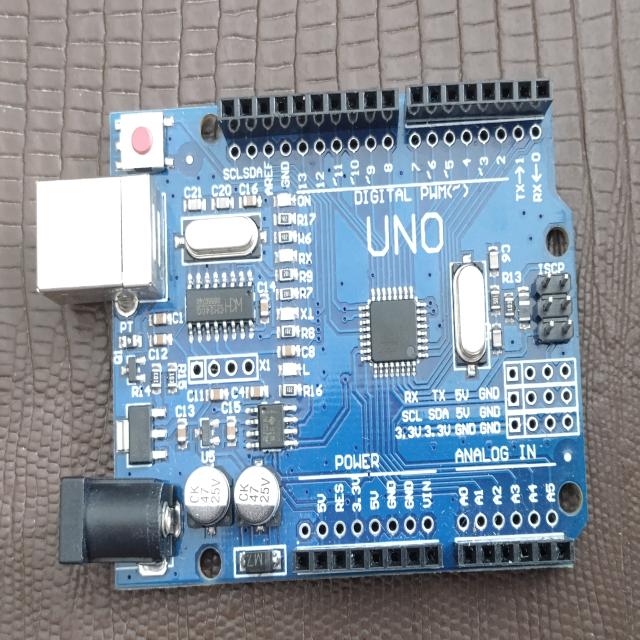 SCL SDA AREF GND 13 12 ~11 ~10 ~9 8 7 ~6 ~5 4 ~3 2 TX→1 RX←0
DIGITAL PWM(~)
UNO
C21 C20 C16 ON
R17
RX
R9
R7
R8
C8
L
R16
C14
C1
PT
C12
R14
X1
C11 C4
C13 C15
C6
R13
ISCP
RX TX 5V GND
SCL SDA 5V GND
3.3V 3.3V GND GND
POWER
ANALOG IN
5V RES 3.3V 5V GND GND VIN
A0 A1 A2 A3 A4 A5
CK
47
25V
CK
47
25V